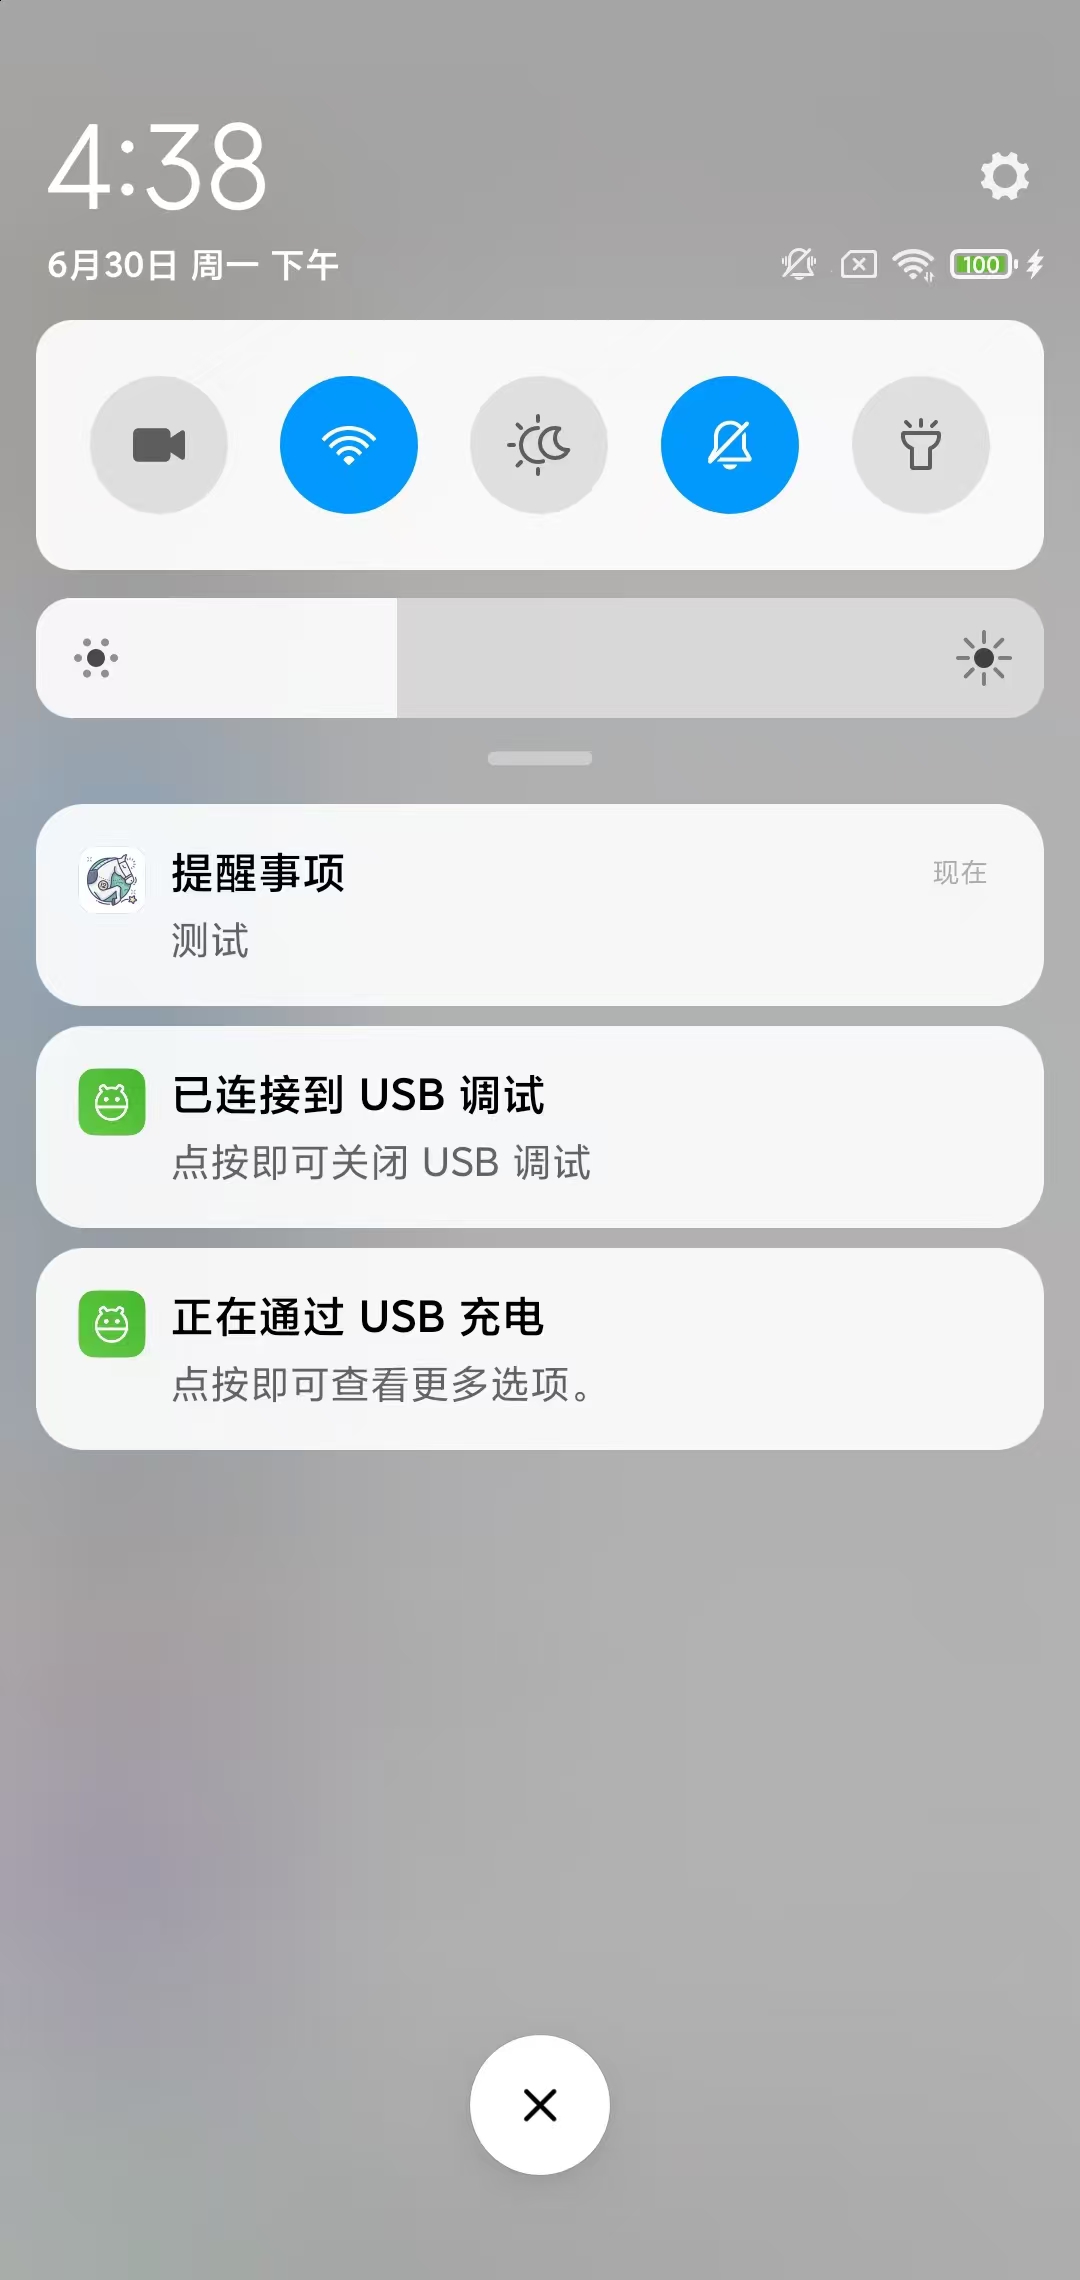 4:38
6月30日 周一 下午
100
提醒事项
现在
测试
已连接到 USB 调试
点按即可关闭 USB 调试
正在通过 USB 充电
点按即可查看更多选项。